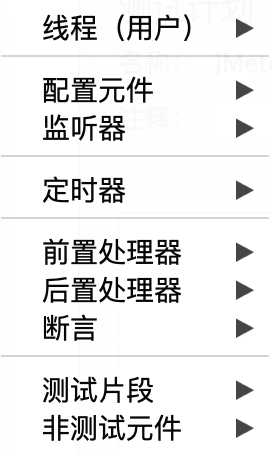 线程（用户）
配置元件
监听器
定时器
前置处理器
后置处理器
断言
测试片段
非测试元件